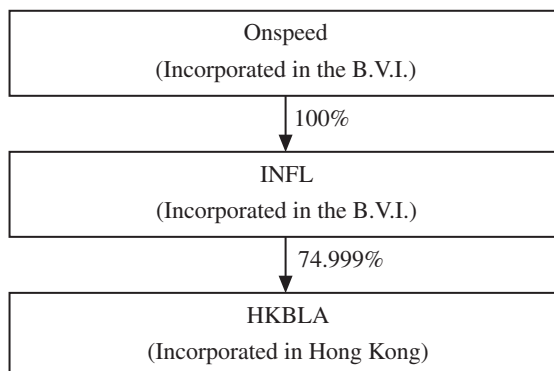 Onspeed
(Incorporated in the B.V.I.)
100%
INFL
(Incorporated in the B.V.I.)
74.999%
HKBLA
(Incorporated in Hong Kong)